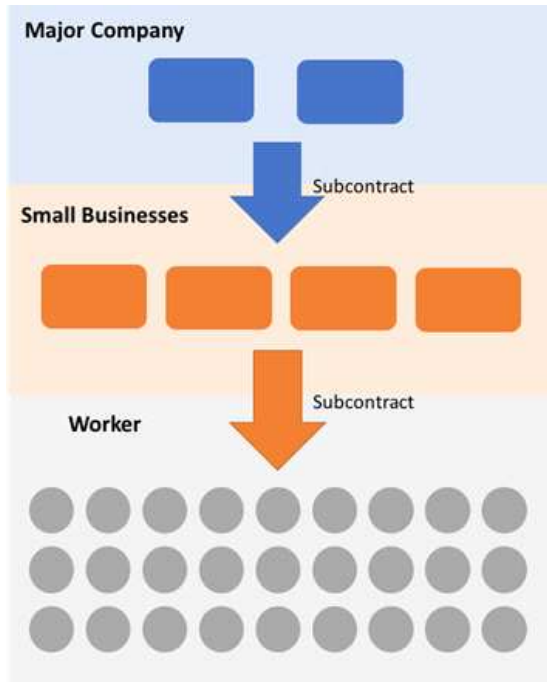 Major Company
Subcontract
Small Businesses
Subcontract
Worker